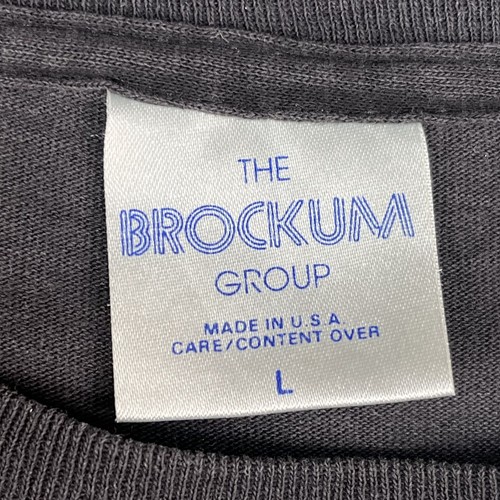 THE
BROCKUM
GROUP
MADE IN U.S.A
CARE/CONTENT OVER
L